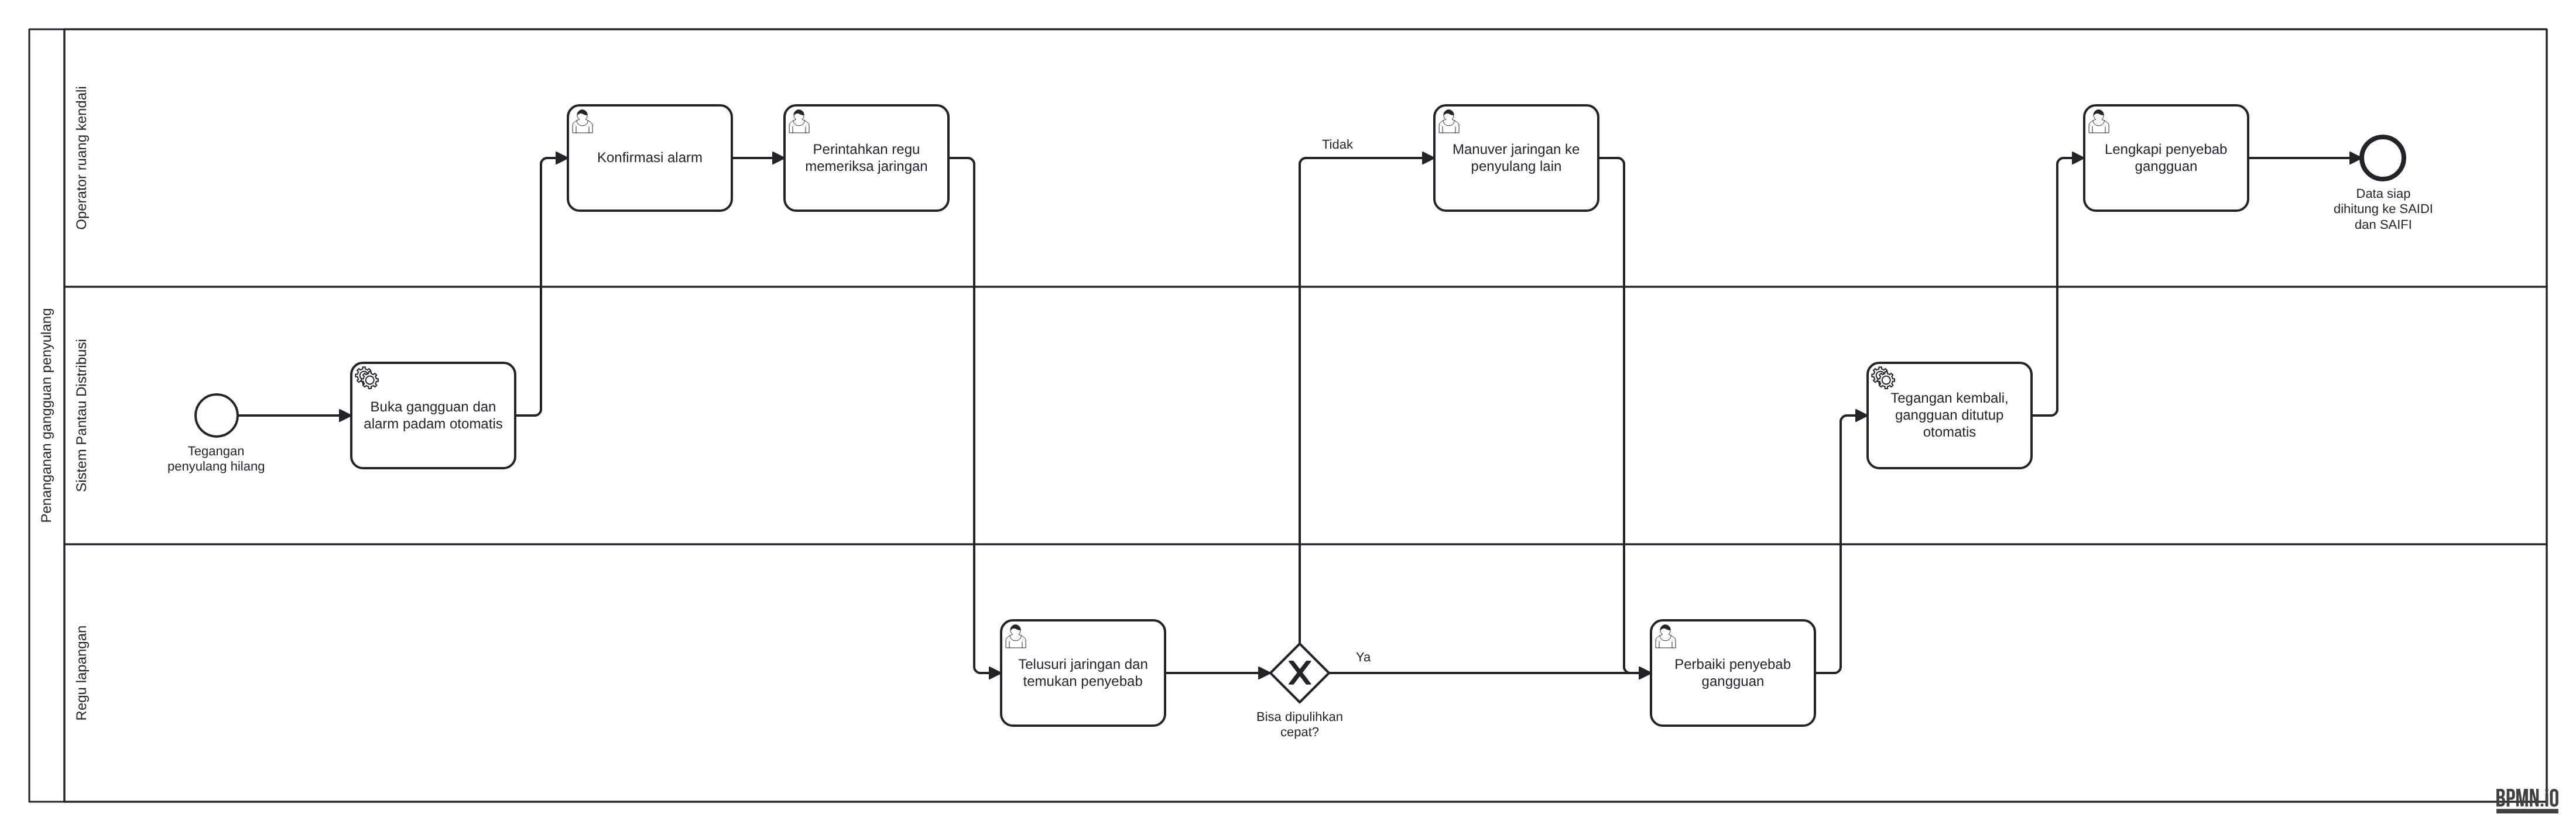 Penanganan gangguan penyulang
Operator ruang kendali
Konfirmasi alarm
Perintahkan regu
memeriksa jaringan
Tidak
Manuver jaringan ke
penyulang lain
Lengkapi penyebab
gangguan
Data siap
dihitung ke SAIDI
dan SAIFI
Sistem Pantau Distribusi
Tegangan
penyulang hilang
Buka gangguan dan
alarm padam otomatis
Tegangan kembali,
gangguan ditutup
otomatis
Regu lapangan
Telusuri jaringan dan
temukan penyebab
Bisa dipulihkan
cepat?
Ya
Perbaiki penyebab
gangguan
BPMN.IO